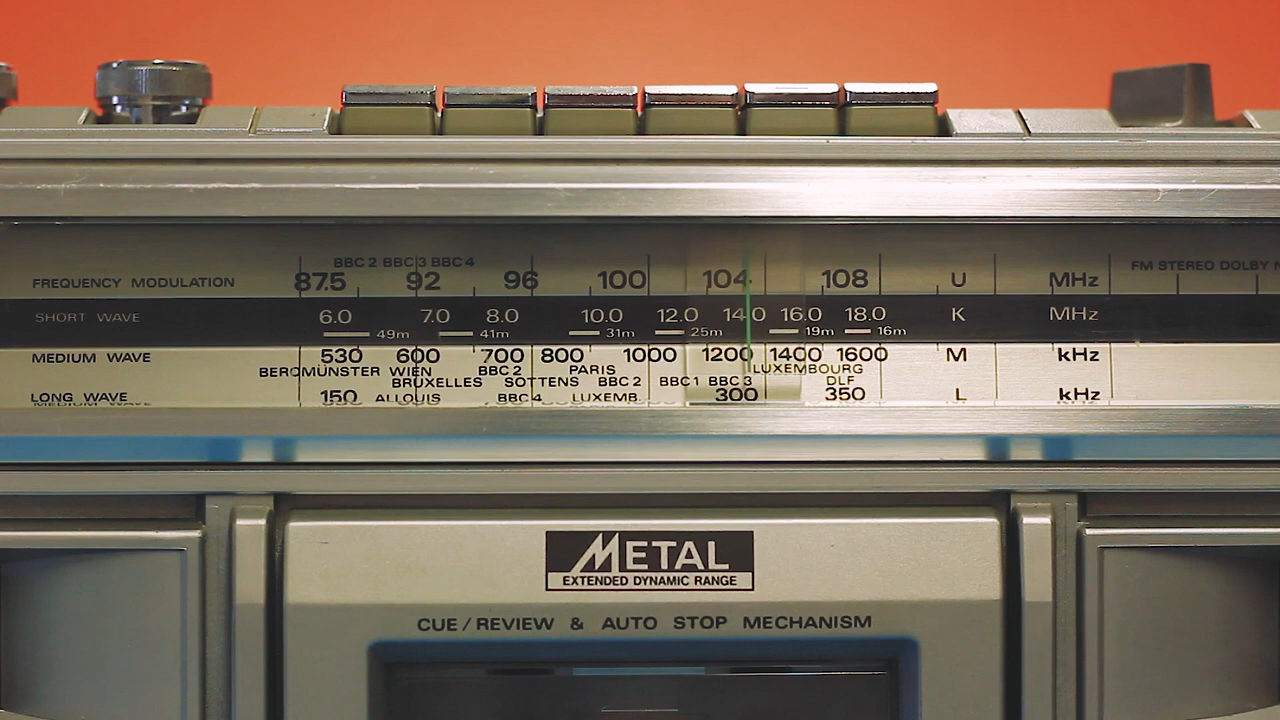 BBC 2 BBC 3 BBC 4
FREQUENCY MODULATION 87.5 92 96 100 104 108 U MHz FM STEREO DOLBY
SHORT WAVE 6.0 7.0 8.0 10.0 12.0 14.0 16.0 18.0 K MHz
49m 41m 31m 25m 19m 16m
MEDIUM WAVE 530 600 700 800 1000 1200 1400 1600 M kHz
BEROMÜNSTER WIEN BBC 2 PARIS LUXEMBOURG
BRUXELLES SOTTENS BBC 2 BBC 1 BBC 3 DLF
LONG WAVE 150 ALLOUIS BBC 4 LUXEMB. 300 350 L kHz
METAL
EXTENDED DYNAMIC RANGE
CUE / REVIEW & AUTO STOP MECHANISM